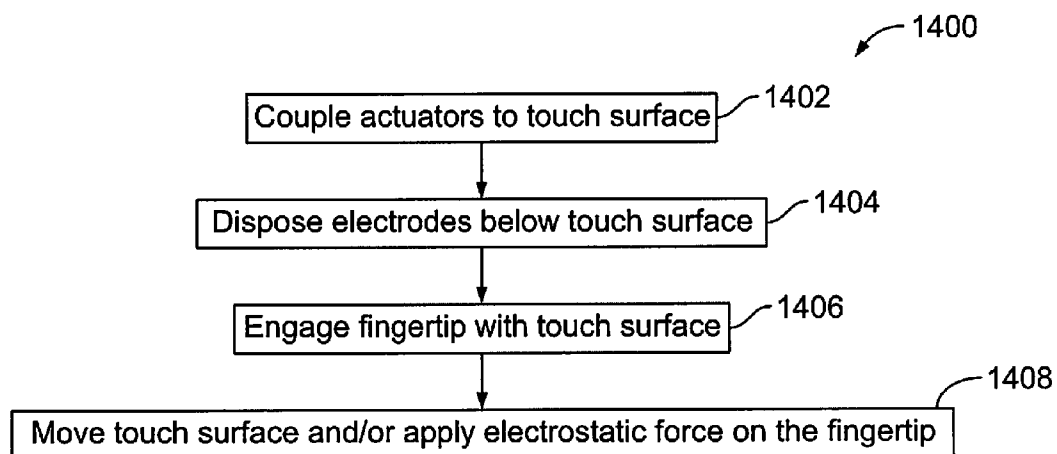 1400
1402
Couple actuators to touch surface
1404
Dispose electrodes below touch surface
1406
Engage fingertip with touch surface
1408
Move touch surface and/or apply electrostatic force on the fingertip